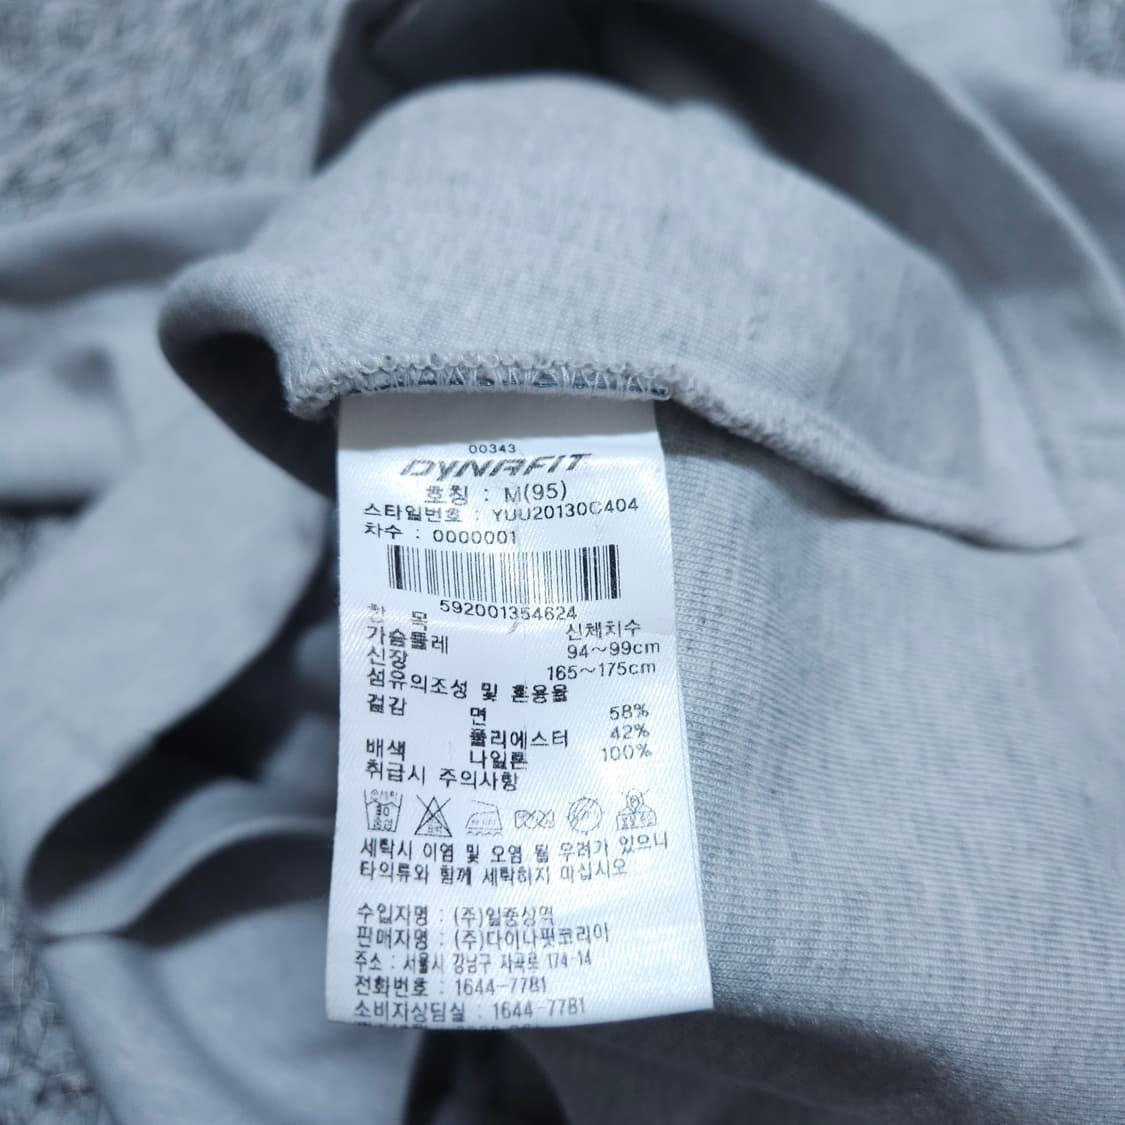 00343
DYNAFIT
호칭 : M(95)
스타일번호 : YUU20130C404
차수 : 0000001
592001354624
항 목 신체치수
가슴둘레 94~99cm
신장 165~175cm
섬유의조성 및 혼용율
겉감 면 58%
폴리에스터 42%
배색 나일론 100%
취급시 주의사항
30
중성
세탁시 이염 및 오염 될 우려가 있으니
타의류와 함께 세탁하지 마십시오
수입자명 : (주)일중상역
판매자명 : (주)다이나핏코리아
주소 : 서울시 강남구 자곡로 174-14
전화번호 : 1644-7781
소비자상담실 : 1644-7781